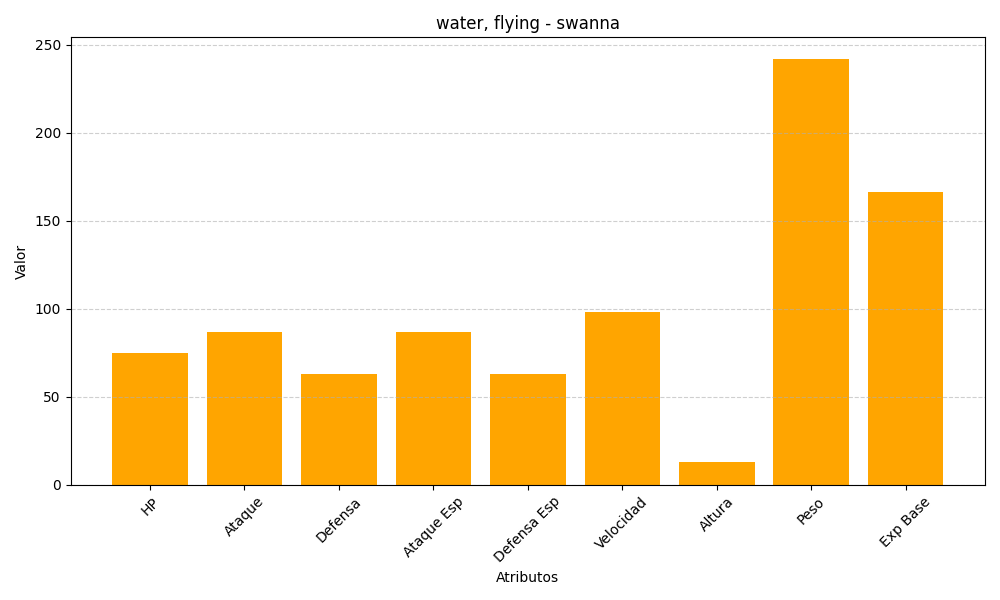 water, flying - swanna
Valor
250
200
150
100
50
0
HP
Ataque
Defensa
Ataque Esp
Defensa Esp
Velocidad
Altura
Peso
Exp Base
Atributos